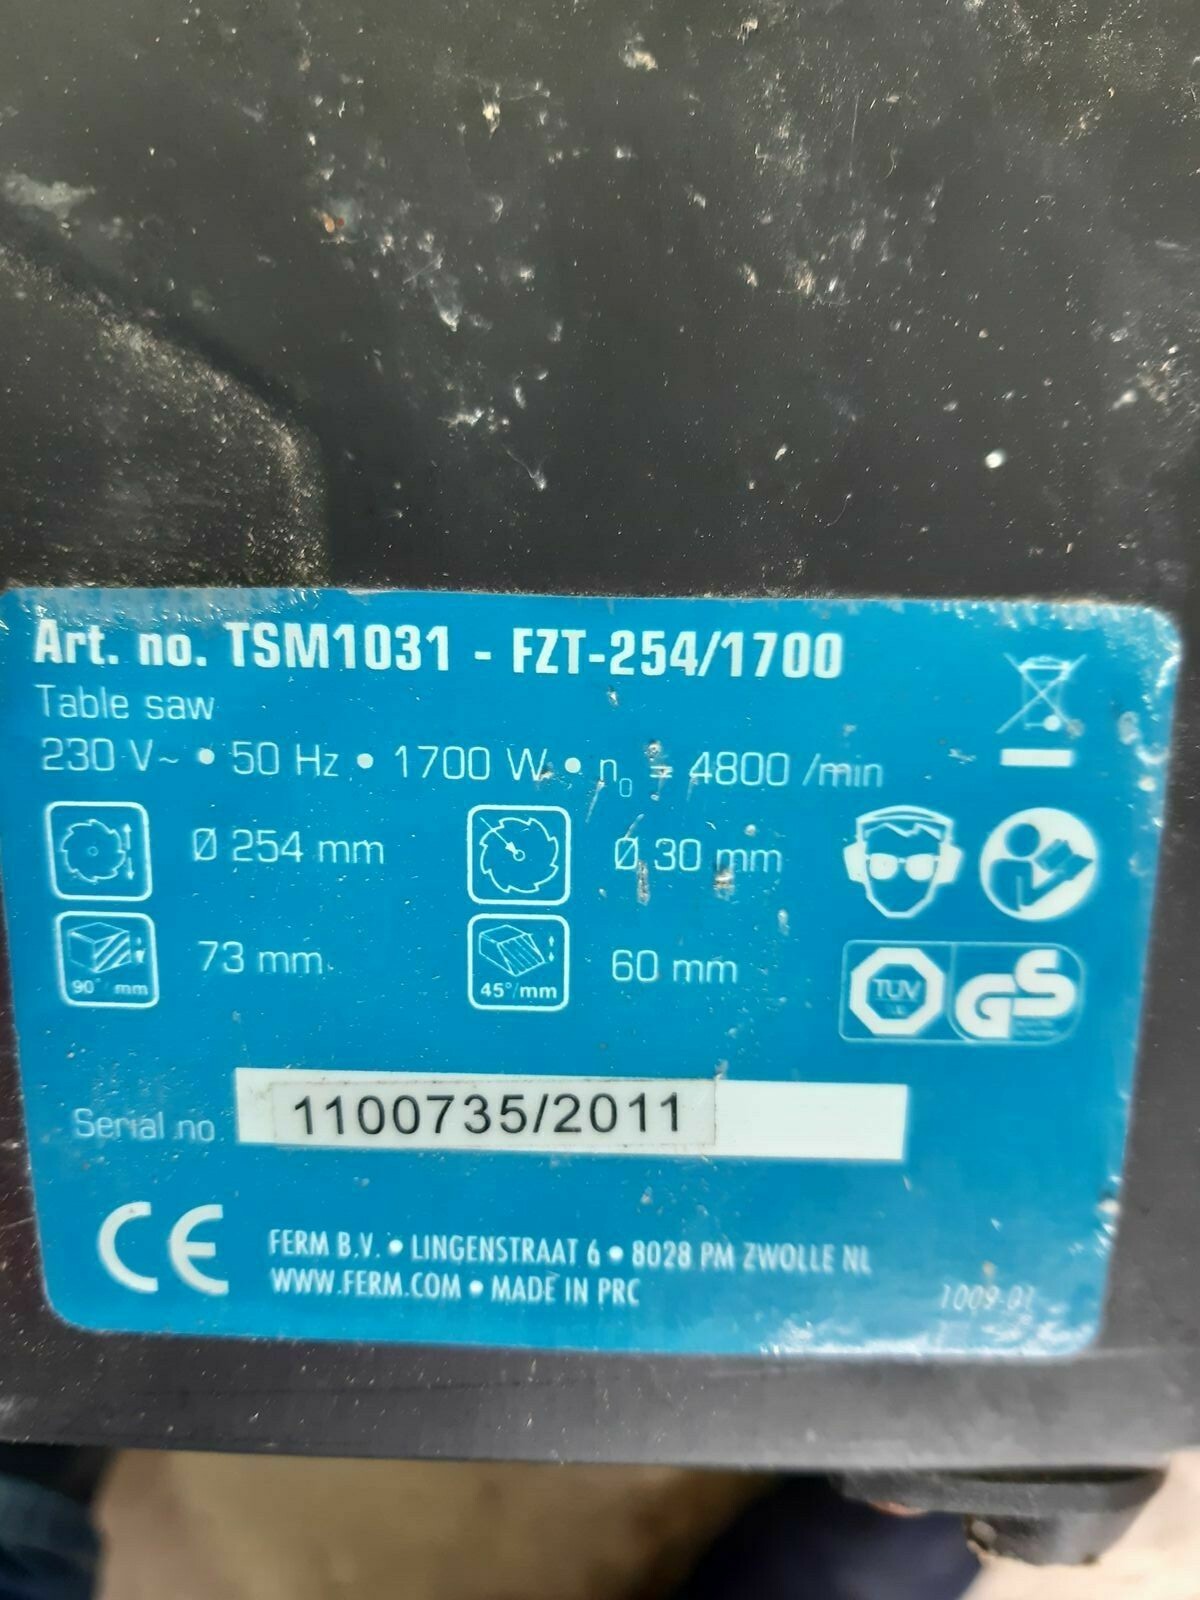 Art. no. TSM1031 - FZT-254/1700
Table saw
230 V~ • 50 Hz • 1700 W • n0 = 4800 /min
Ø 254 mm
Ø 30 mm
90° mm
73 mm
45°/mm
60 mm
TUV
GS
Serial no. 1100735/2011
CE
FERM B.V. • LINGENSTRAAT 6 • 8028 PM ZWOLLE NL
WWW.FERM.COM • MADE IN PRC
1009-01